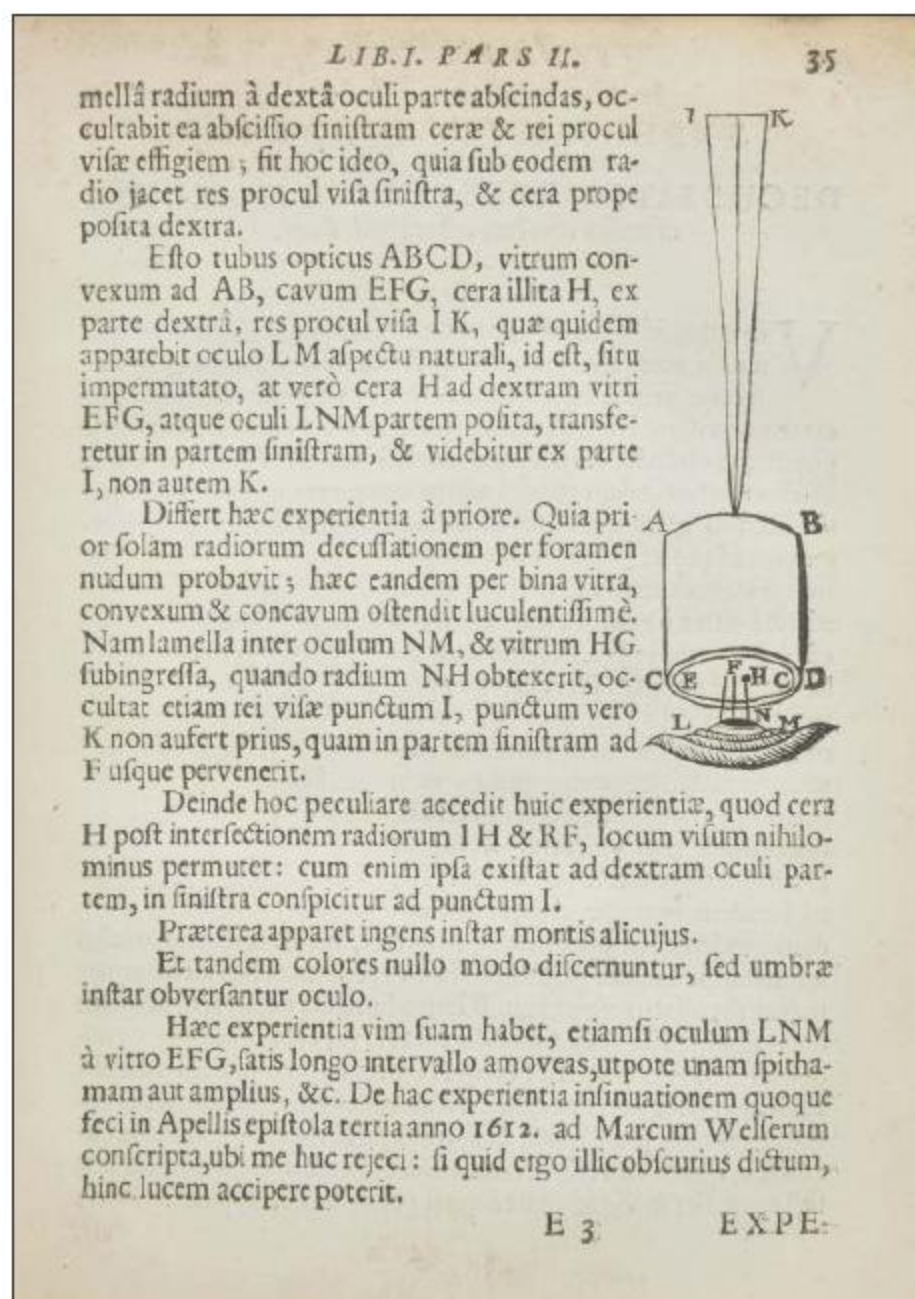 LIB. I. PARS II. 35
mellâ radium à dextâ oculi parte abſcindas, oc-
cultabit ea abſciſſio ſiniſtram ceræ & rei procul
viſæ effigiem; fit hoc ideo, quia ſub eodem ra-
dio jacet res procul viſa ſiniſtra, & cera prope
poſita dextra.
Eſto tubus opticus ABCD, vitrum con-
vexum ad AB, cavum EFG, cera illita H, ex
parte dextrâ, res procul viſa I K, quæ quidem
apparebit oculo L M aſpectu naturali, id eſt, ſitu
impermutato, at verò cera H ad dextram vitri
EFG, atque oculi LNM partem poſita, transfe-
retur in partem ſiniſtram, & videbitur ex parte
I, non autem K.
Differt hæc experientia à priore. Quia pri-
or ſolam radiorum decuſſationem per foramen
nudum probavit; hæc eandem per bina vitra,
convexum & concavum oſtendit luculentiſſimè.
Nam lamella inter oculum NM, & vitrum HG
ſubingreſſa, quando radium NH obtexerit, oc-
cultat etiam rei viſæ punctum I, punctum vero
K non aufert prius, quam in partem ſiniſtram ad
F uſque pervenerit.
Deinde hoc peculiare accedit huic experientiæ, quod cera
H poſt interſectionem radiorum I H & RF, locum viſum nihilo-
minus permutet: cum enim ipſa exiſtat ad dextram oculi par-
tem, in ſiniſtra conſpicitur ad punctum I.
Præterea apparet ingens inſtar montis alicujus.
Et tandem colores nullo modo diſcernuntur, ſed umbræ
inſtar obverſantur oculo.
Hæc experientia vim ſuam habet, etiamſi oculum LNM
à vitro EFG, ſatis longo intervallo amoveas, utpote unam ſpitha-
mam aut amplius, &c. De hac experientia inſinuationem quoque
feci in Apellis epiſtola tertia anno 1612. ad Marcum Welſerum
conſcripta, ubi me huc rejeci: ſi quid ergo illic obſcurius dictum,
hinc lucem accipere poterit.
E 3 EXPE-
I K
A B
C E F H C D
L N M